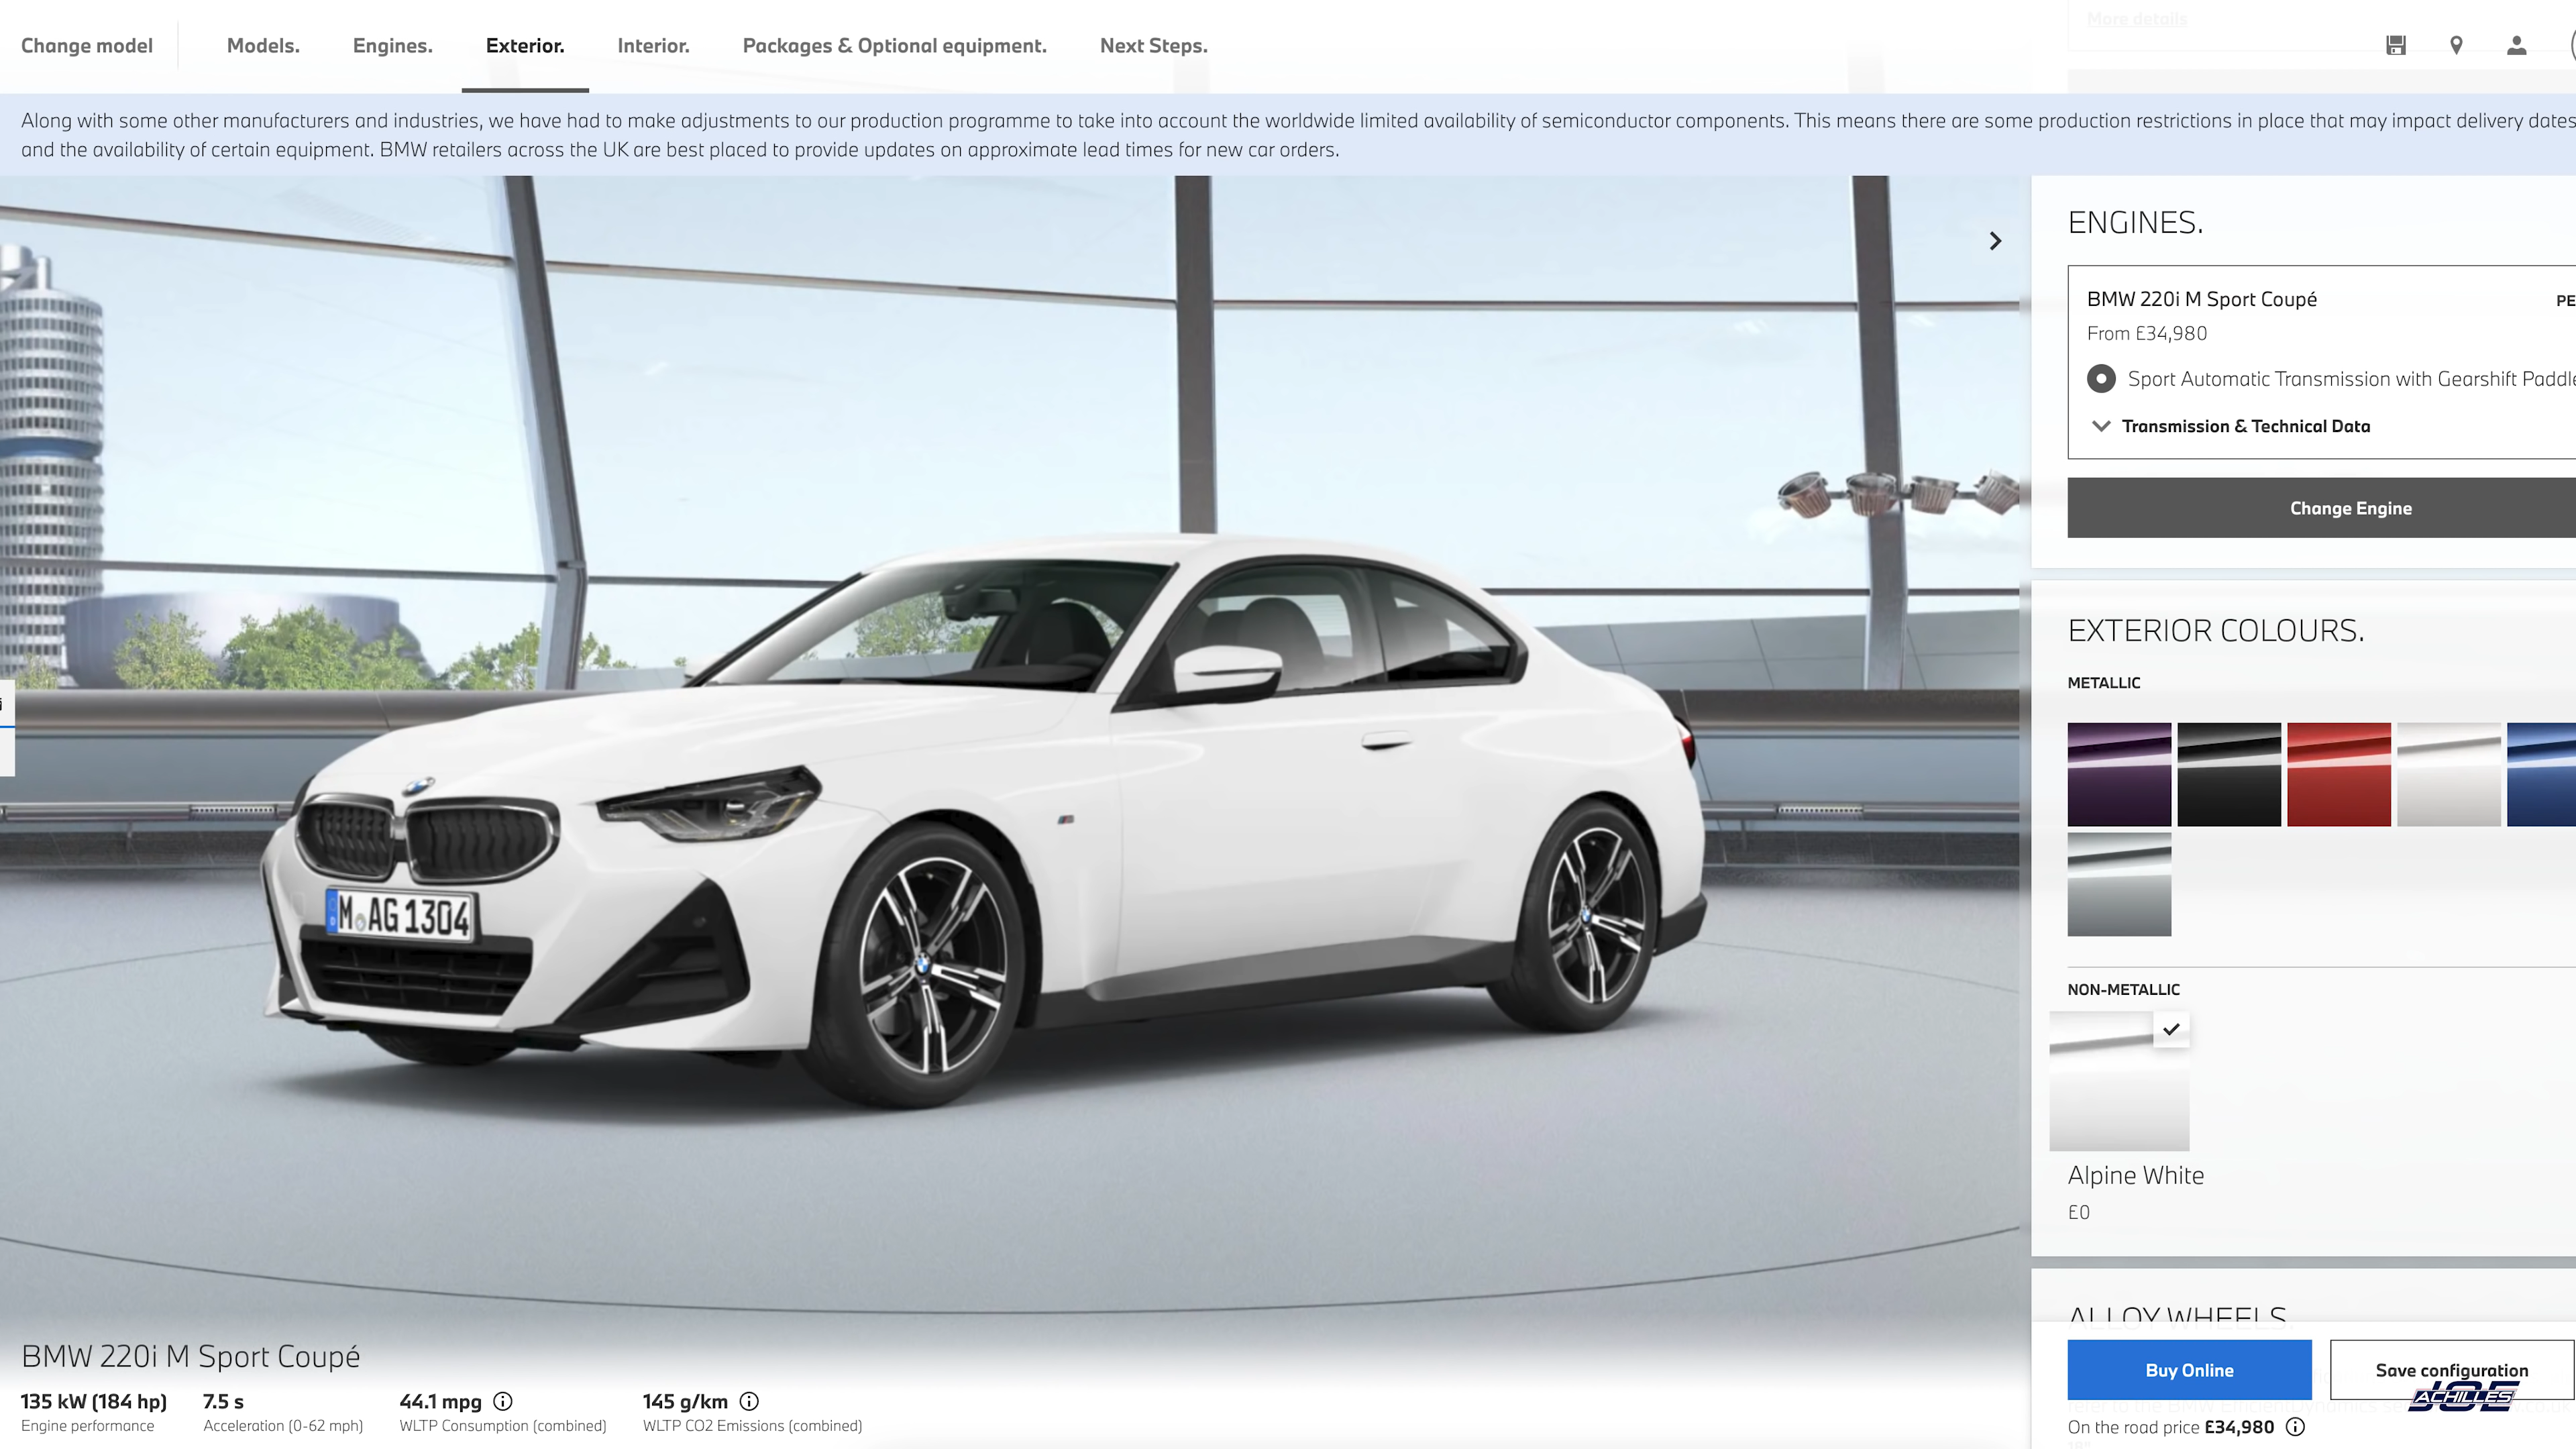 Change model
Models.
Engines.
Exterior.
Interior.
Packages & Optional equipment.
Next Steps.
More details
Along with some other manufacturers and industries, we have had to make adjustments to our production programme to take into account the worldwide limited availability of semiconductor components. This means there are some production restrictions in place that may impact delivery dates
and the availability of certain equipment. BMW retailers across the UK are best placed to provide updates on approximate lead times for new car orders.
ENGINES.
BMW 220i M Sport Coupé
PE
From £34,980
Sport Automatic Transmission with Gearshift Paddle
Transmission & Technical Data
Change Engine
EXTERIOR COLOURS.
METALLIC
NON-METALLIC
Alpine White
£0
ALLOY WHEELS.
M AG 1304
BMW 220i M Sport Coupé
135 kW (184 hp)
Engine performance
7.5 s
Acceleration (0-62 mph)
44.1 mpg
WLTP Consumption (combined)
145 g/km
WLTP CO2 Emissions (combined)
Buy Online
Save configuration
ACHILLES
JOE
On the road price £34,980